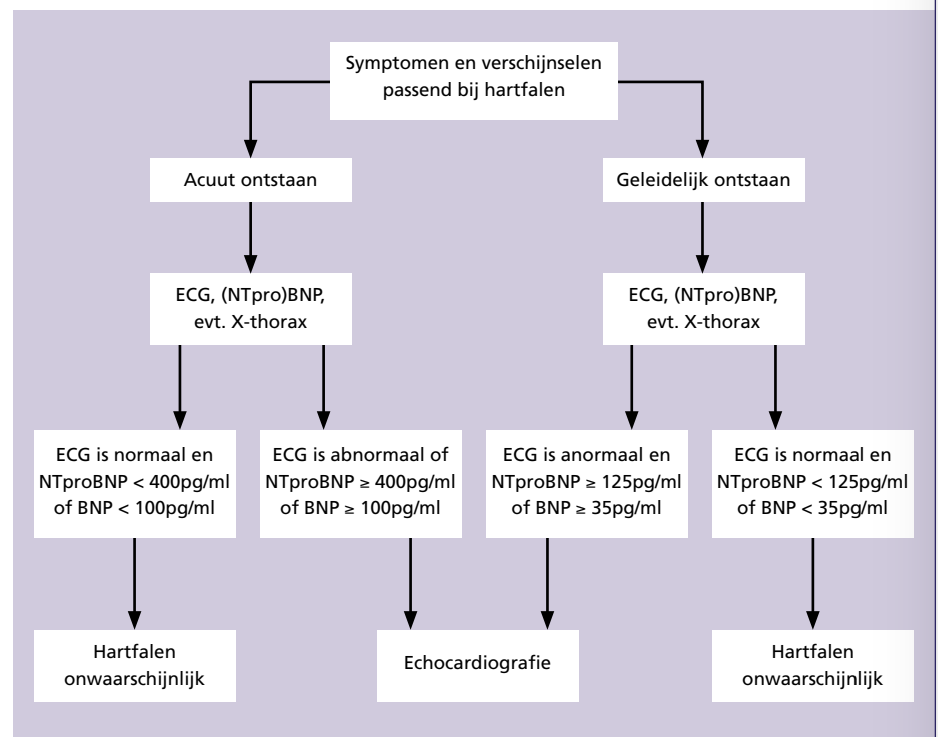 Symptomen en verschijnselen
passend bij hartfalen
Acuut ontstaan
Geleidelijk ontstaan
ECG, (NTpro)BNP,
evt. X-thorax
ECG, (NTpro)BNP,
evt. X-thorax
ECG is normaal en
NTproBNP < 400pg/ml
of BNP < 100pg/ml
ECG is abnormaal of
NTproBNP ≥ 400pg/ml
of BNP ≥ 100pg/ml
ECG is anormaal en
NTproBNP ≥ 125pg/ml
of BNP ≥ 35pg/ml
ECG is normaal en
NTproBNP < 125pg/ml
of BNP < 35pg/ml
Hartfalen
onwaarschijnlijk
Echocardiografie
Hartfalen
onwaarschijnlijk